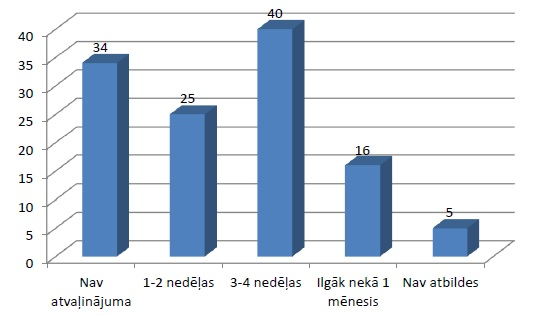 40
35
30
25
20
15
10
5
0
34
25
40
16
5
Nav atvaļinājuma
1-2 nedēļas
3-4 nedēļas
Ilgāk nekā 1 mēnesis
Nav atbildes